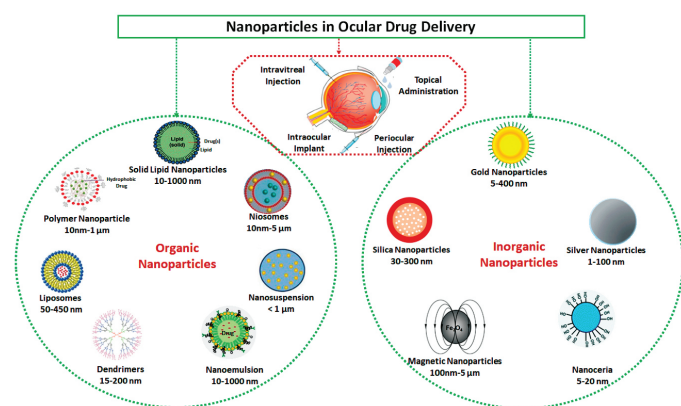 Nanoparticles in Ocular Drug Delivery
Intravitreal
Injection
Topical
Administration
Intraocular
Implant
Periocular
Injection
Lipid
(solid)
Drug(s)
Lipid
Solid Lipid Nanoparticles
10-1000 nm
Hydrophobic
Drug
Polymer Nanoparticle
10nm-1 μm
Niosomes
10nm-5 μm
Organic
Nanoparticles
Liposomes
50-450 nm
Nanosuspension
< 1 μm
Dendrimers
15-200 nm
Drug
Nanoemulsion
10-1000 nm
Gold Nanoparticles
5-400 nm
Silica Nanoparticles
30-300 nm
Inorganic
Nanoparticles
Silver Nanoparticles
1-100 nm
Fe₃O₄
Magnetic Nanoparticles
100nm-5 μm
Nanoceria
5-20 nm